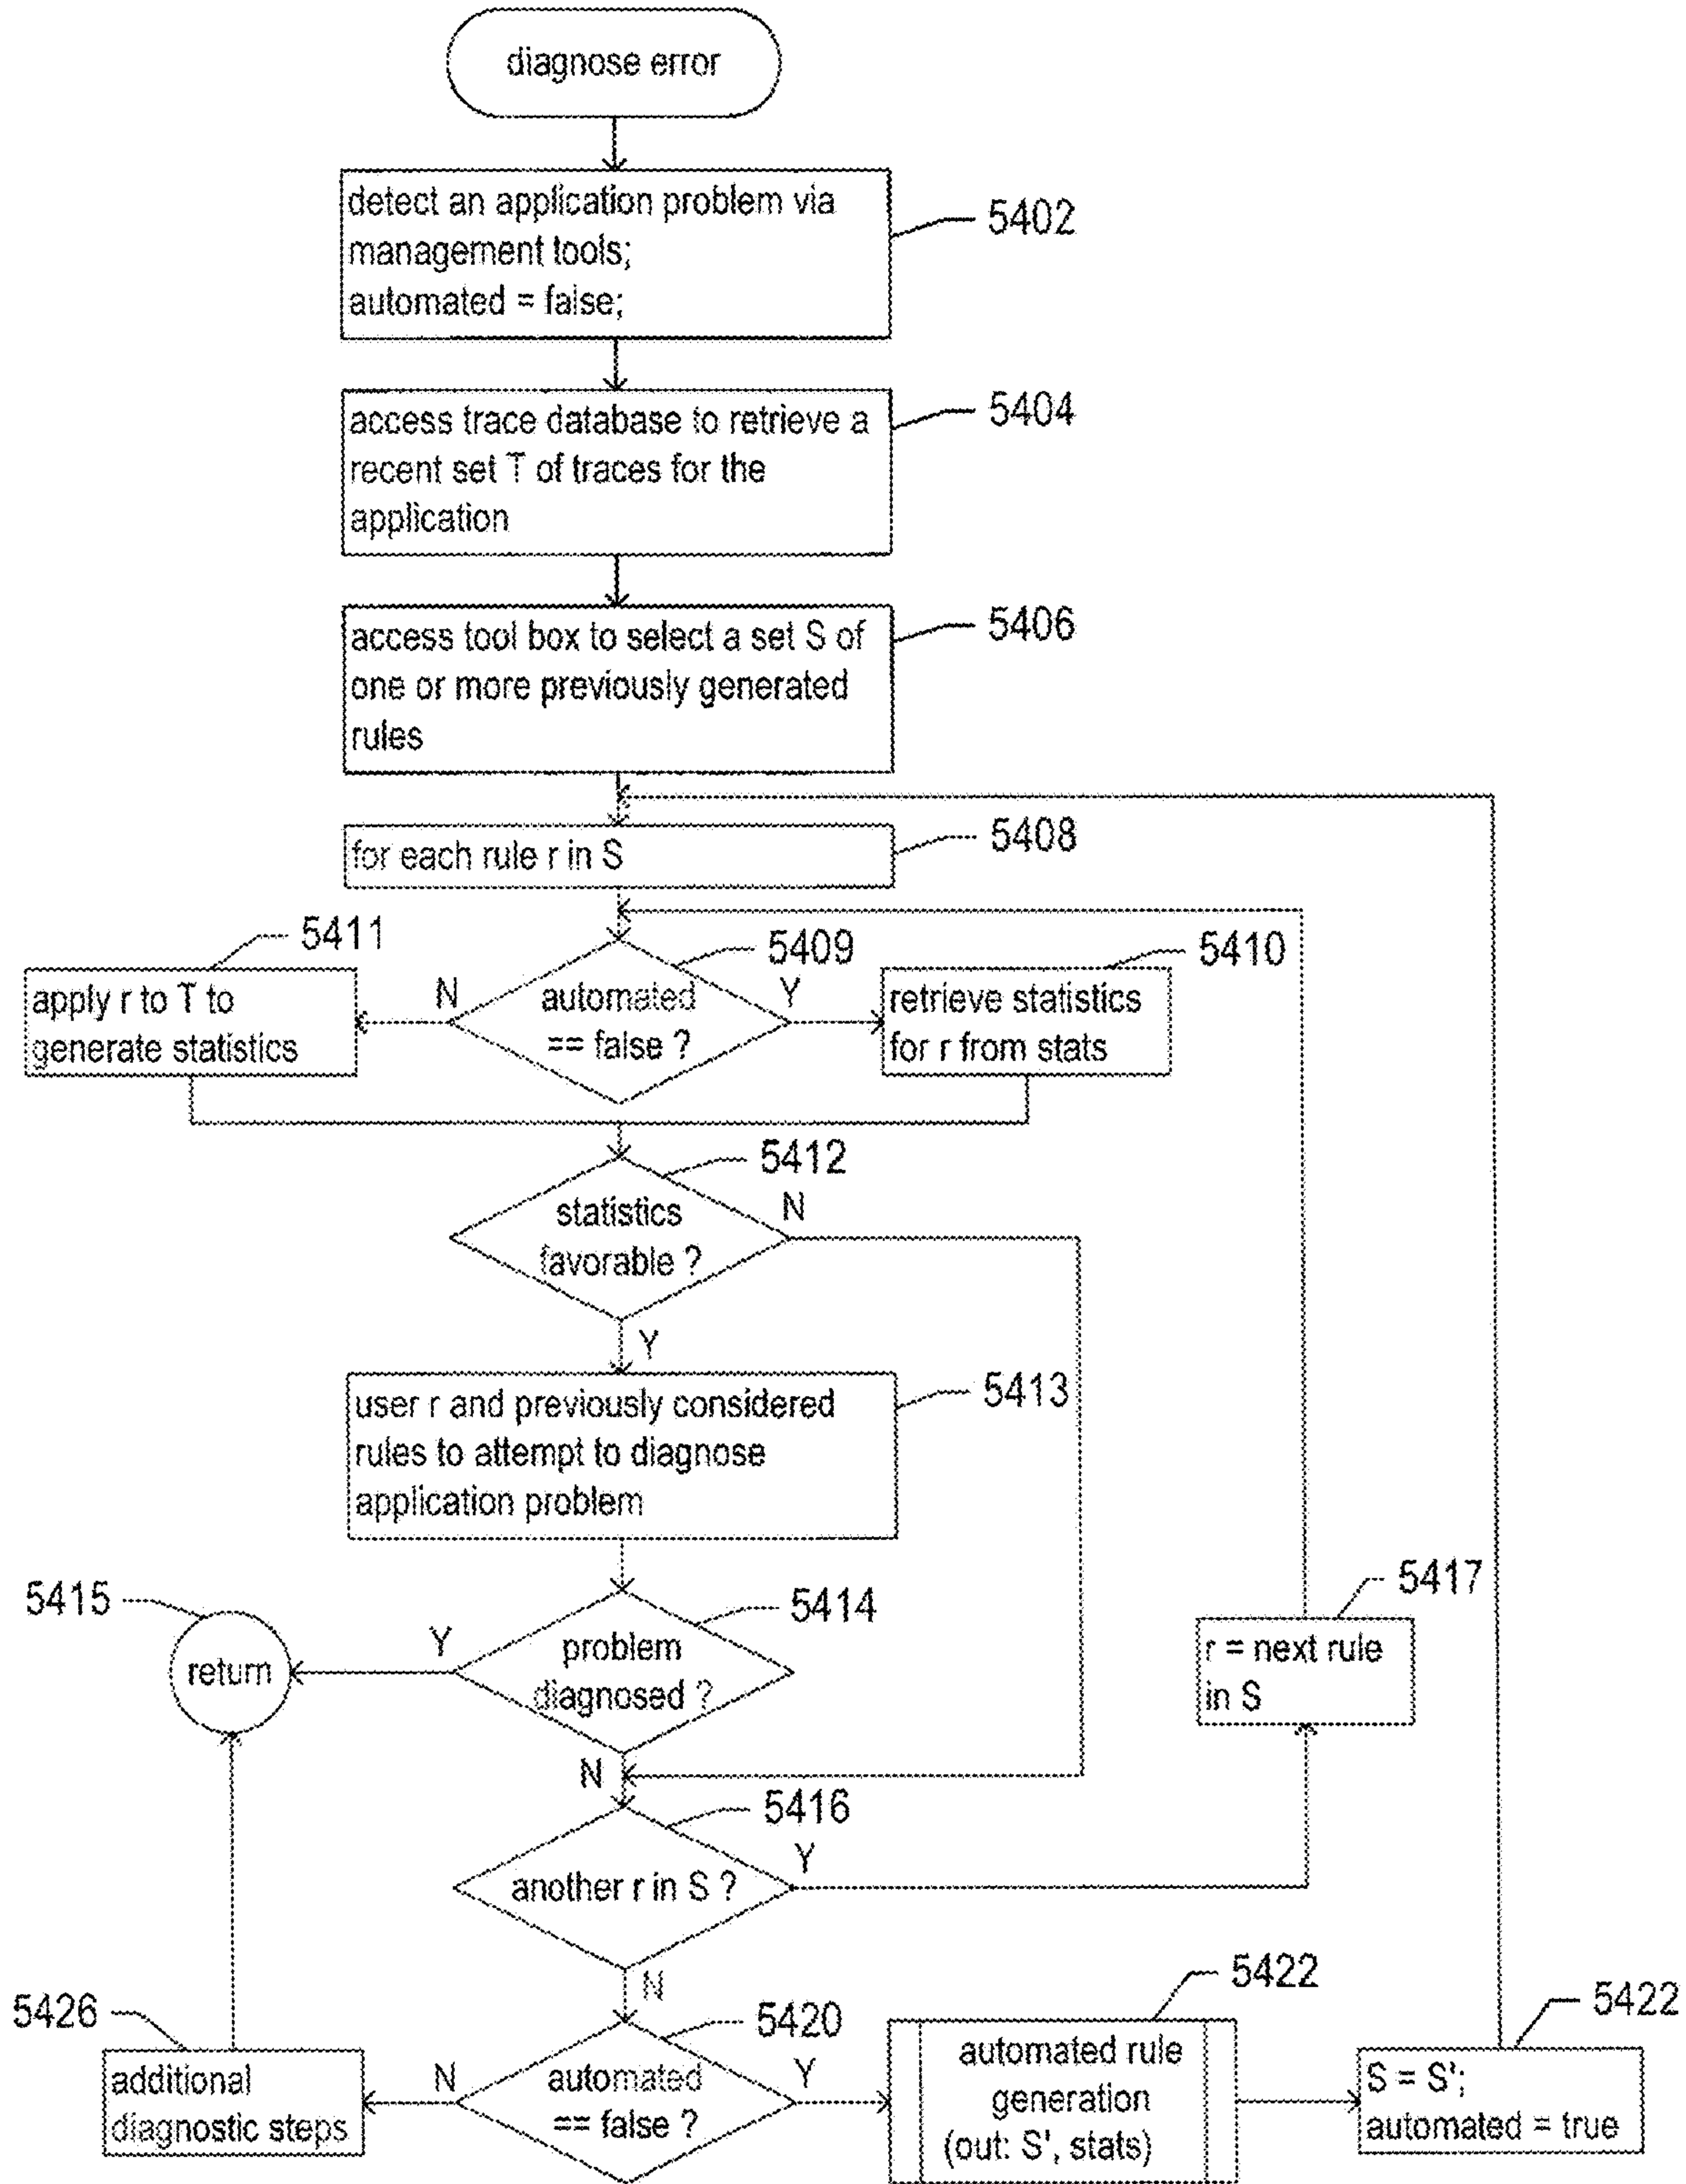 diagnose error
detect an application problem via
management tools;
automated = false;
5402
access trace database to retrieve a
recent set T of traces for the
application
5404
access tool box to select a set S of
one or more previously generated
rules
5406
for each rule r in S
5408
5411
apply r to T to
generate statistics
N
5409
automated
== false ?
Y
5410
retrieve statistics
for r from stats
5412
statistics
favorable ?
N
Y
user r and previously considered
rules to attempt to diagnose
application problem
5413
5415
return
Y
5414
problem
diagnosed ?
5417
r = next rule
in S
N
5416
another r in S ?
Y
N
5426
additional
diagnostic steps
N
5420
automated
== false ?
Y
5422
automated rule
generation
(out: S', stats)
5422
S = S';
automated = true